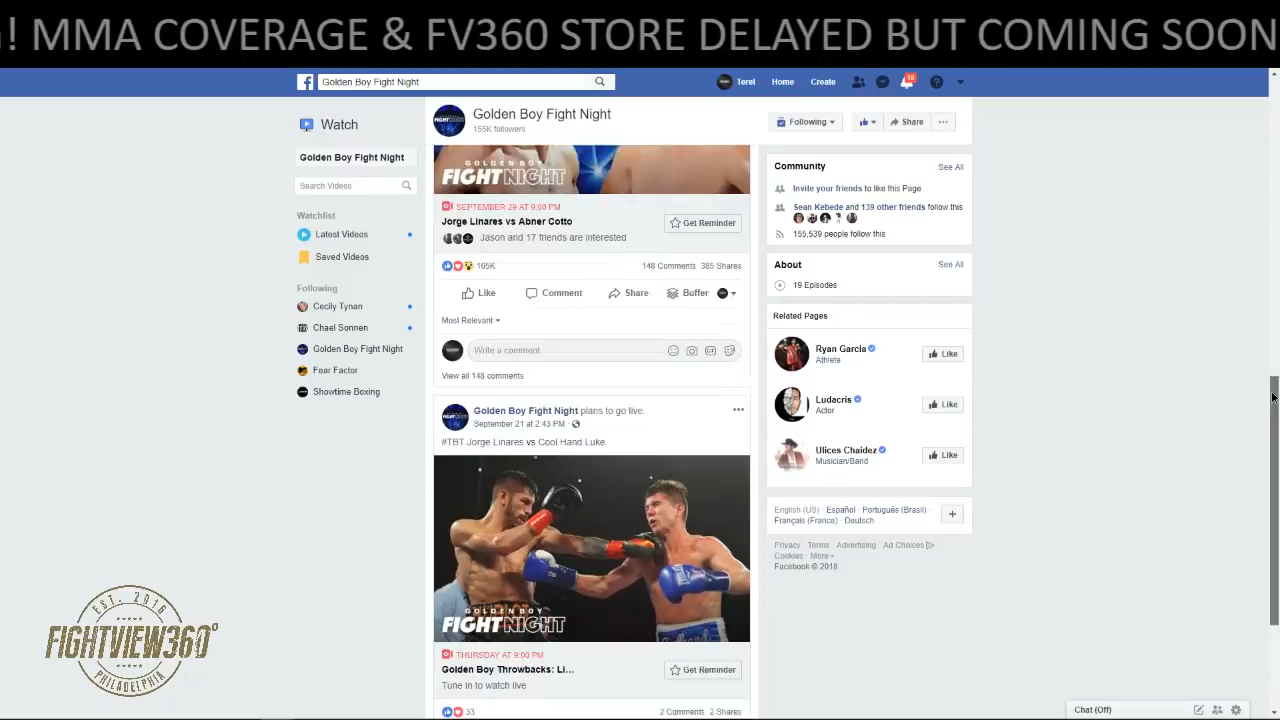 ! MMA COVERAGE & FV360 STORE DELAYED BUT COMING SOON
Golden Boy Fight Night
Terel Home Create
18
Watch
Golden Boy Fight Night
Search Videos
Watchlist
Latest Videos
Saved Videos
Following
Cecily Tynan
Chael Sonnen
Golden Boy Fight Night
Fear Factor
Showtime Boxing
Golden Boy Fight Night
155K followers
Following
Share
GOLDEN BOY
FIGHT NIGHT
SEPTEMBER 29 AT 9:00 PM
Jorge Linares vs Abner Cotto
Get Reminder
Jason and 17 friends are interested
165K 148 Comments 385 Shares
Like Comment Share Buffer
Most Relevant
Write a comment
View all 148 comments
Golden Boy Fight Night plans to go live.
September 21 at 2:43 PM ·
#TBT Jorge Linares vs Cool Hand Luke
GOLDEN BOY
FIGHT NIGHT
THURSDAY AT 9:00 PM
Golden Boy Throwbacks: Li...
Get Reminder
Tune in to watch live
33 2 Comments 2 Shares
Community See All
Invite your friends to like this Page
Sean Kebede and 139 other friends follow this
155,539 people follow this
About See All
19 Episodes
Related Pages
Ryan Garcia
Athlete
Like
Ludacris
Actor
Like
Ulices Chaidez
Musician/Band
Like
English (US) · Español · Português (Brasil) ·
Français (France) · Deutsch
Privacy · Terms · Advertising · Ad Choices
Cookies · More
Facebook © 2018
Chat (Off)
EST. 2016
FIGHTVIEW360°
PHILADELPHIA